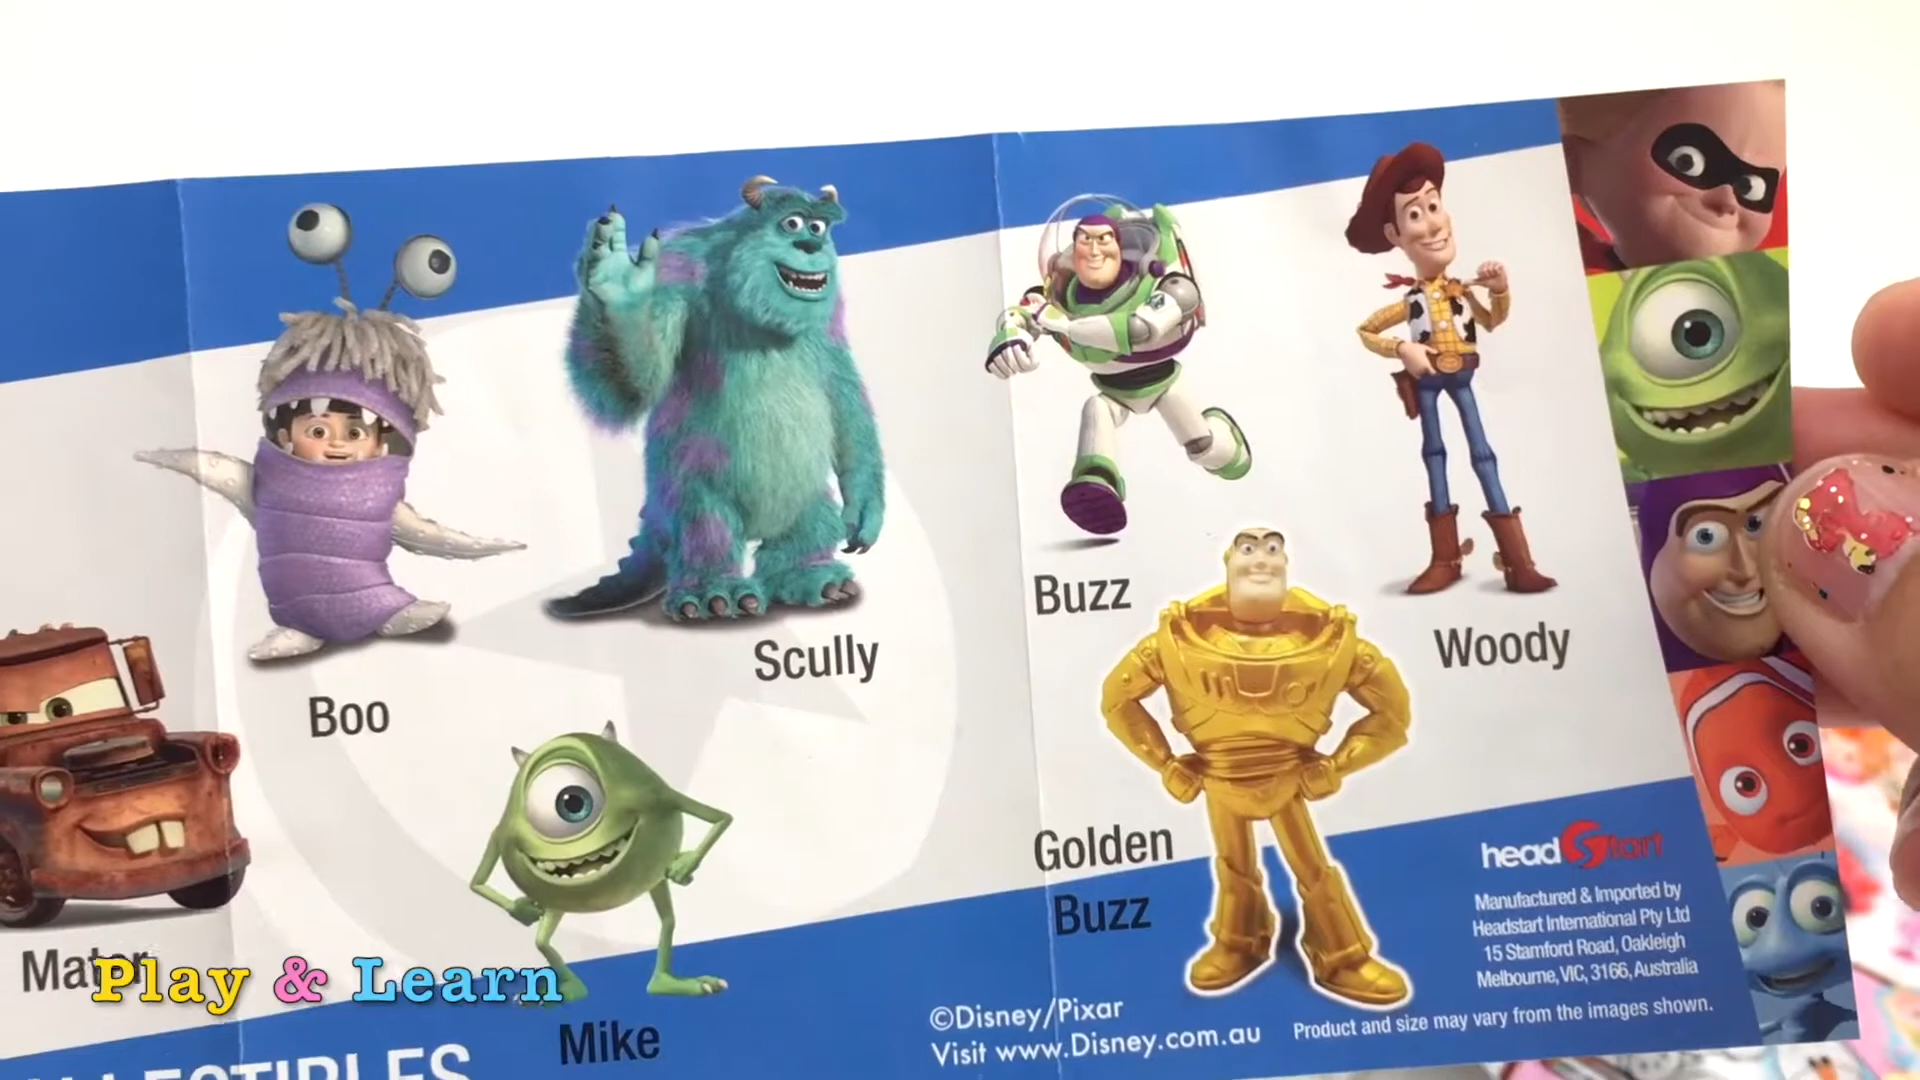 Buzz
Woody
Scully
Boo
Golden
Buzz
Mater
Mike
Play & Learn
headStart
Manufactured & Imported by
Headstart International Pty Ltd
15 Stamford Road, Oakleigh
Melbourne, VIC, 3166, Australia
©Disney/Pixar
Visit www.Disney.com.au
Product and size may vary from the images shown.